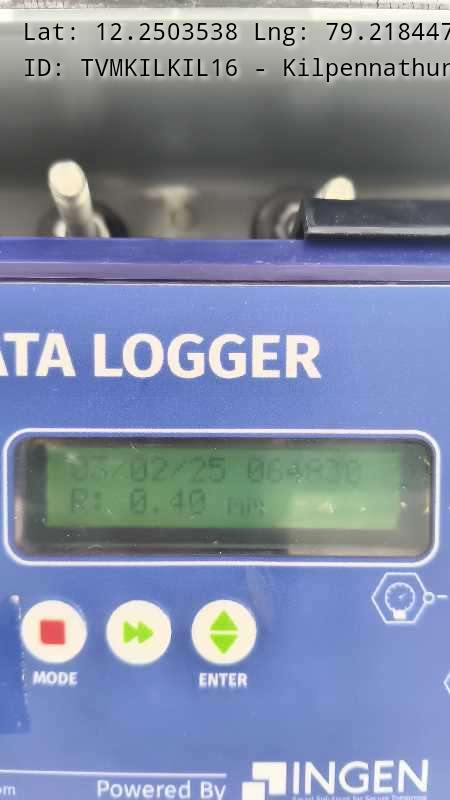 Lat: 12.2503538 Lng: 79.218447
ID: TVMKILKIL16 - Kilpennathur
ATA LOGGER
03/02/25 064830
R: 0.40 mm
MODE
ENTER
om
Powered By
INGEN